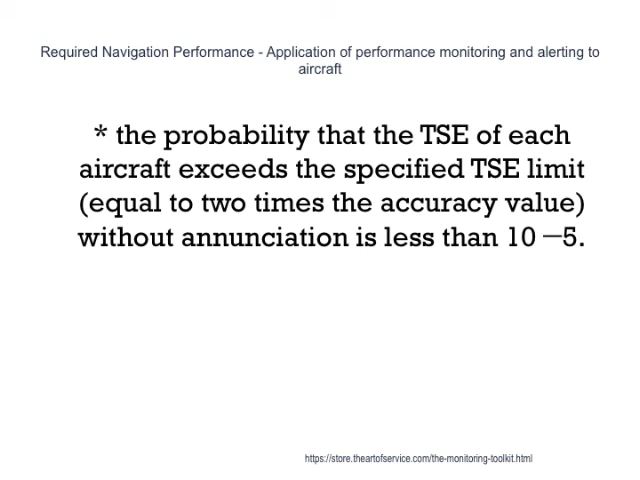 Required Navigation Performance - Application of performance monitoring and alerting to
aircraft
* the probability that the TSE of each
aircraft exceeds the specified TSE limit
(equal to two times the accuracy value)
without annunciation is less than 10 −5.
https://store.theartofservice.com/the-monitoring-toolkit.html